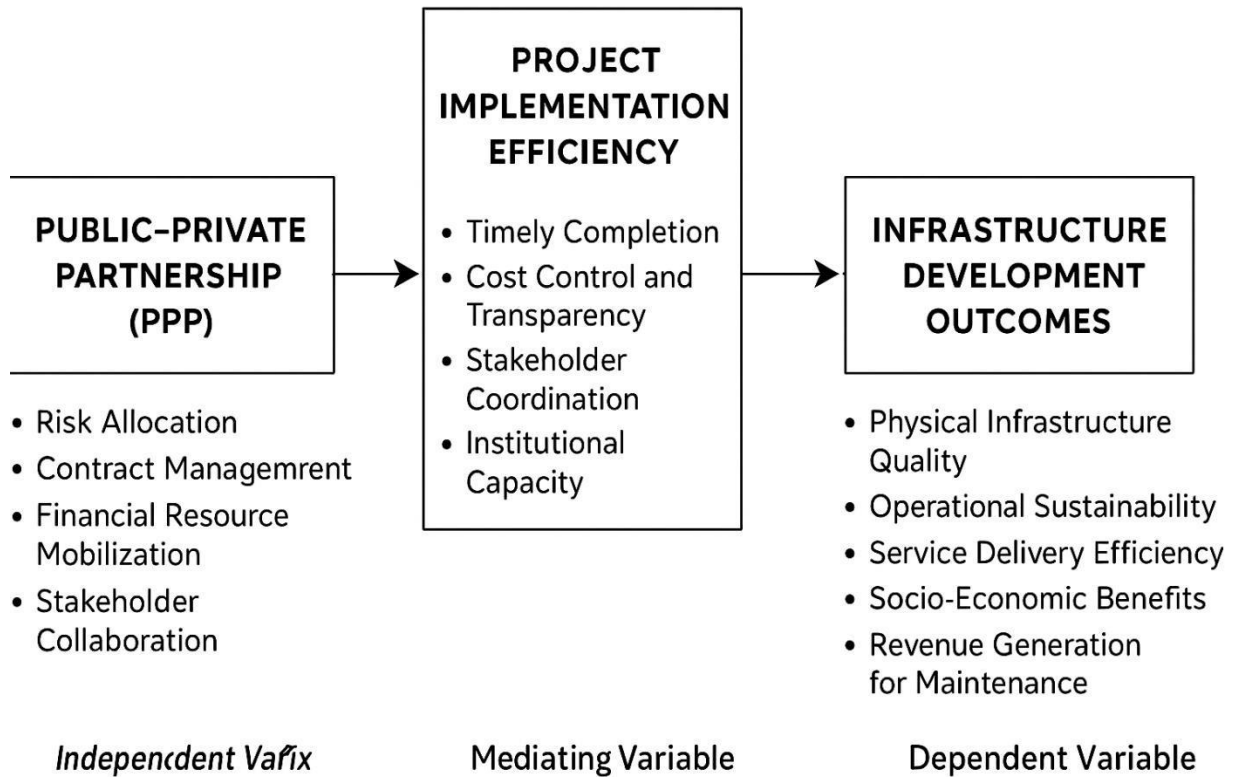 PUBLIC–PRIVATE
PARTNERSHIP
(PPP)
• Risk Allocation
• Contract Managemrent
• Financial Resource
Mobilization
• Stakeholder
Collaboration
Independent Vařix
PROJECT
IMPLEMENTATION
EFFICIENCY
• Timely Completion
• Cost Control and
Transparency
• Stakeholder
Coordination
• Institutional
Capacity
Mediating Variable
INFRASTRUCTURE
DEVELOPMENT
OUTCOMES
• Physical Infrastructure
Quality
• Operational Sustainability
• Service Delivery Efficiency
• Socio-Economic Benefits
• Revenue Generation
for Maintenance
Dependent Variable